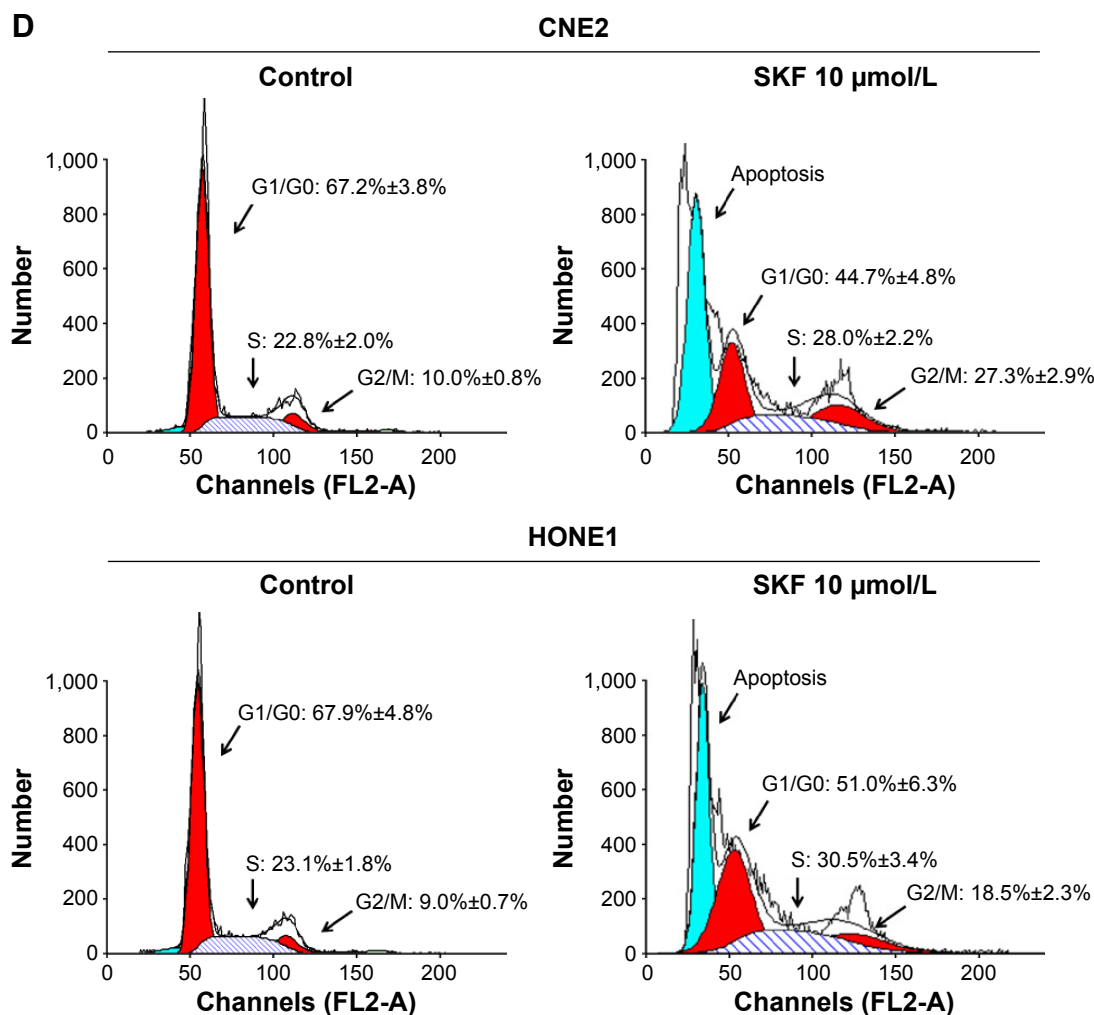 D
CNE2
Control
1,000
800
600
400
200
0
Number
G1/G0: 67.2%±3.8%
S: 22.8%±2.0%
G2/M: 10.0%±0.8%
0 50 100 150 200
Channels (FL2-A)
SKF 10 µmol/L
1,000
800
600
400
200
0
Number
Apoptosis
G1/G0: 44.7%±4.8%
S: 28.0%±2.2%
G2/M: 27.3%±2.9%
0 50 100 150 200
Channels (FL2-A)
HONE1
Control
1,000
800
600
400
200
0
Number
G1/G0: 67.9%±4.8%
S: 23.1%±1.8%
G2/M: 9.0%±0.7%
0 50 100 150 200
Channels (FL2-A)
SKF 10 µmol/L
1,000
800
600
400
200
0
Number
Apoptosis
G1/G0: 51.0%±6.3%
S: 30.5%±3.4%
G2/M: 18.5%±2.3%
0 50 100 150 200
Channels (FL2-A)